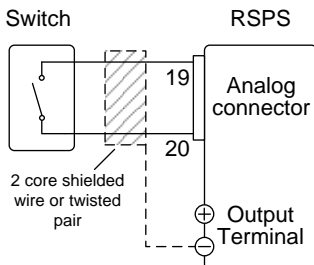 Switch
RSPS
19
Analog
connector
20
2 core shielded
wire or twisted
pair
Output
Terminal